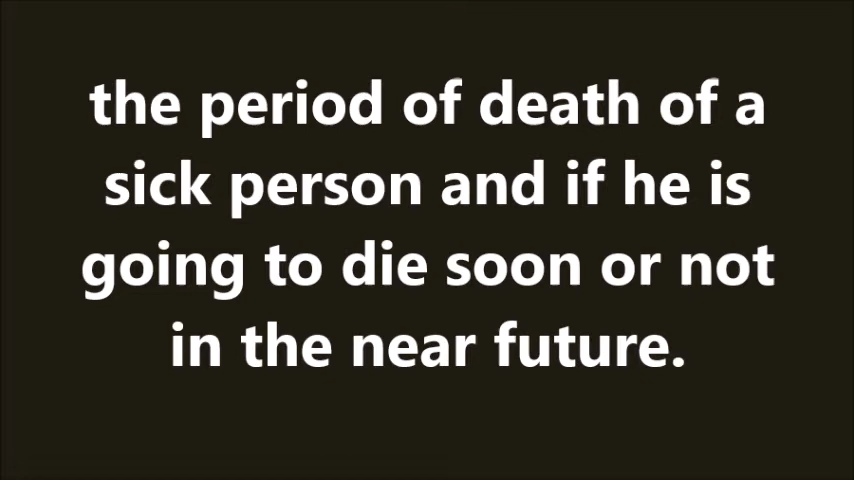 the period of death of a
sick person and if he is
going to die soon or not
in the near future.